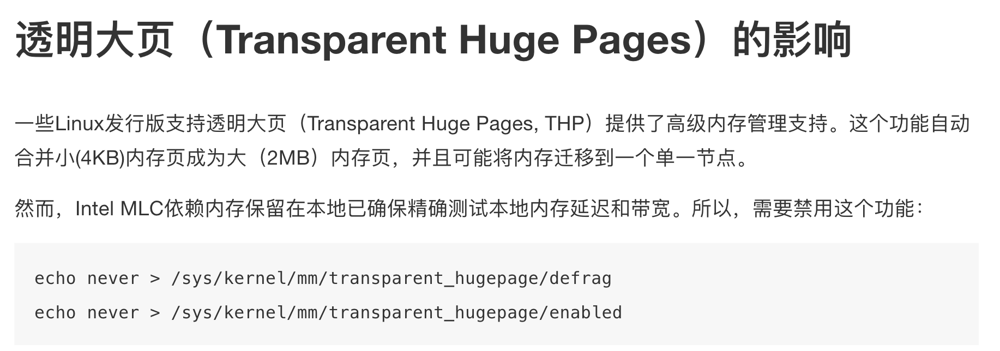 透明大页（Transparent Huge Pages）的影响
一些Linux发行版支持透明大页（Transparent Huge Pages, THP）提供了高级内存管理支持。这个功能自动
合并小(4KB)内存页成为大（2MB）内存页，并且可能将内存迁移到一个单一节点。
然而，Intel MLC依赖内存保留在本地已确保精确测试本地内存延迟和带宽。所以，需要禁用这个功能：
echo never > /sys/kernel/mm/transparent_hugepage/defrag
echo never > /sys/kernel/mm/transparent_hugepage/enabled